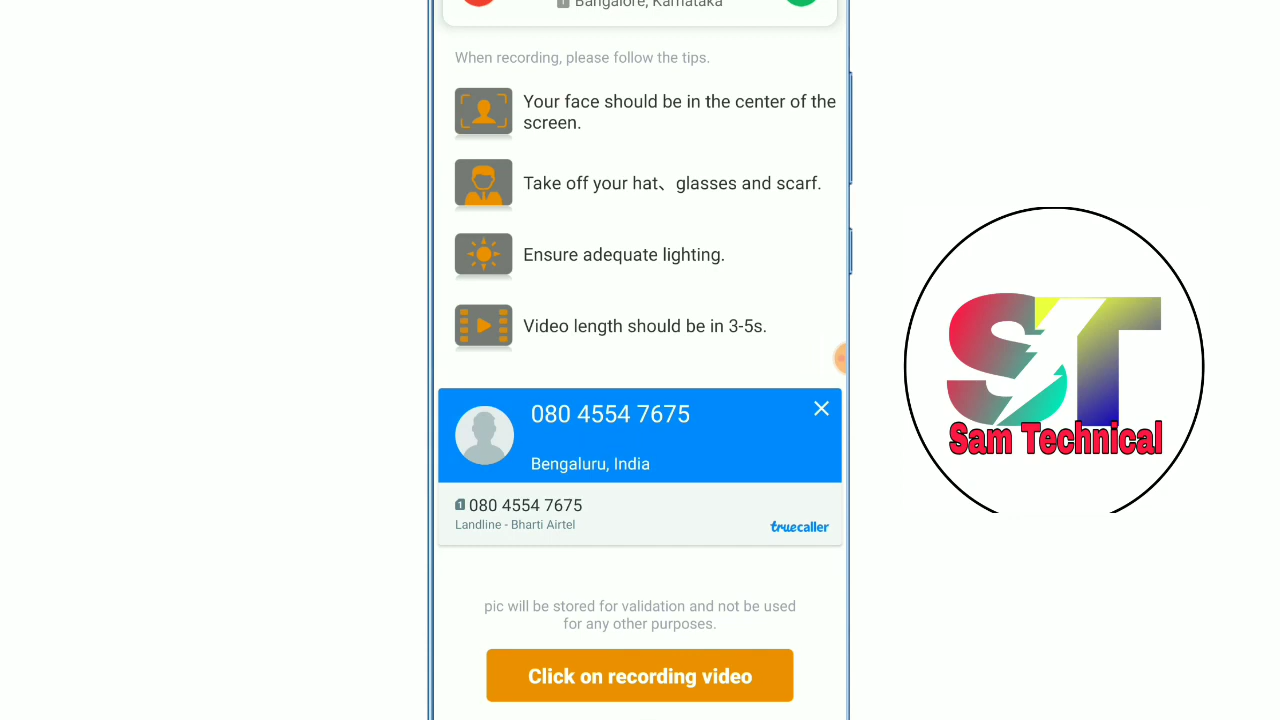 Bangalore, Karnataka
When recording, please follow the tips.
Your face should be in the center of the
screen.
Take off your hat、glasses and scarf.
Ensure adequate lighting.
Video length should be in 3-5s.
080 4554 7675
Bengaluru, India
1 080 4554 7675
Landline - Bharti Airtel
truecaller
pic will be stored for validation and not be used
for any other purposes.
Click on recording video
ST
Sam Technical